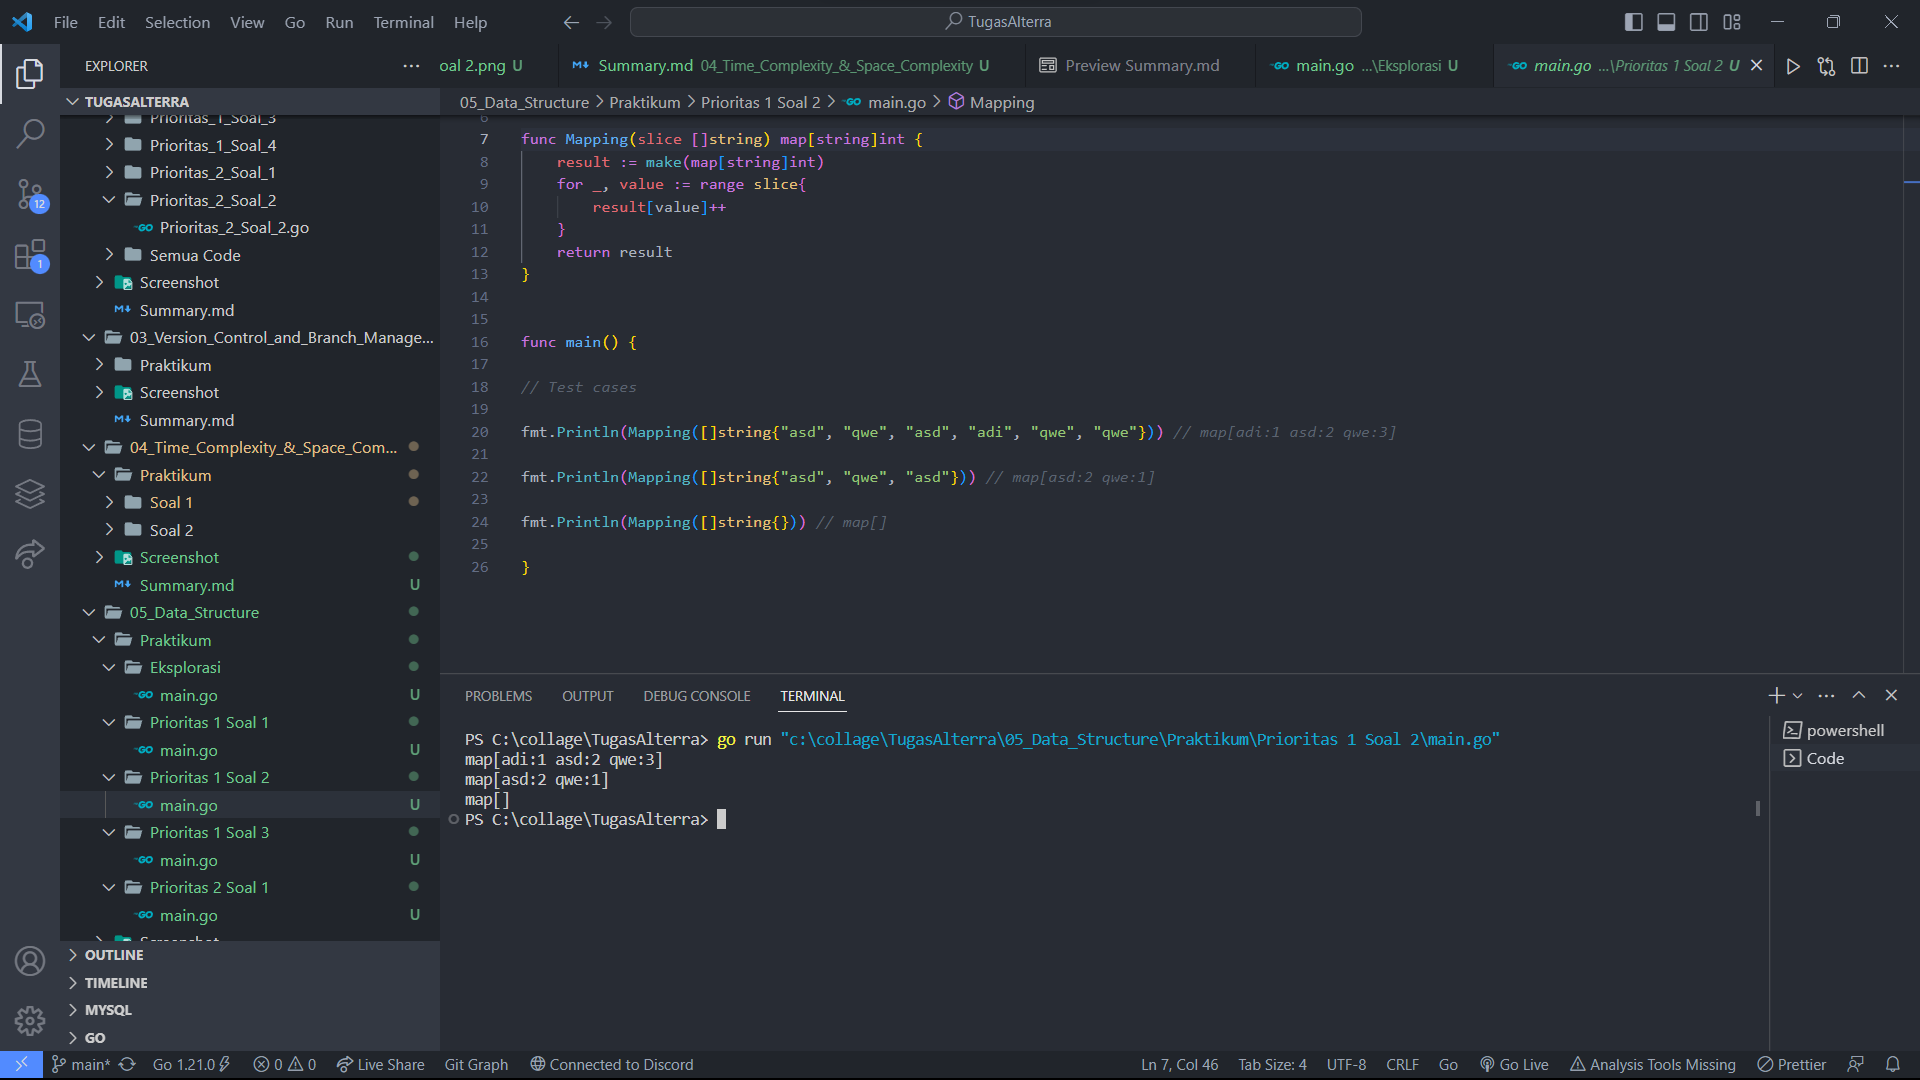 File Edit Selection View Go Run Terminal Help
TugasAlterra
EXPLORER
TUGASALTERRA
Prioritas_1_Soal_3
Prioritas_1_Soal_4
Prioritas_2_Soal_1
Prioritas_2_Soal_2
Prioritas_2_Soal_2.go
Semua Code
Screenshot
Summary.md
03_Version_Control_and_Branch_Manage...
Praktikum
Screenshot
Summary.md
04_Time_Complexity_&_Space_Com...
Praktikum
Soal 1
Soal 2
Screenshot
Summary.md U
05_Data_Structure
Praktikum
Eksplorasi
main.go U
Prioritas 1 Soal 1
main.go U
Prioritas 1 Soal 2
main.go U
Prioritas 1 Soal 3
main.go U
Prioritas 2 Soal 1
main.go U
Screenshot
OUTLINE
TIMELINE
MYSQL
GO
12
1
oal 2.png U
Summary.md 04_Time_Complexity_&_Space_Complexity U
Preview Summary.md
main.go ...\Eksplorasi U
main.go ...\Prioritas 1 Soal 2 U
05_Data_Structure > Praktikum > Prioritas 1 Soal 2 > main.go > Mapping
6
7 func Mapping(slice []string) map[string]int {
8 result := make(map[string]int)
9 for _, value := range slice{
10 result[value]++
11 }
12 return result
13 }
14
15
16 func main() {
17
18 // Test cases
19
20 fmt.Println(Mapping([]string{"asd", "qwe", "asd", "adi", "qwe", "qwe"})) // map[adi:1 asd:2 qwe:3]
21
22 fmt.Println(Mapping([]string{"asd", "qwe", "asd"})) // map[asd:2 qwe:1]
23
24 fmt.Println(Mapping([]string{})) // map[]
25
26 }
PROBLEMS OUTPUT DEBUG CONSOLE TERMINAL
PS C:\collage\TugasAlterra> go run "c:\collage\TugasAlterra\05_Data_Structure\Praktikum\Prioritas 1 Soal 2\main.go"
map[adi:1 asd:2 qwe:3]
map[asd:2 qwe:1]
map[]
PS C:\collage\TugasAlterra>
powershell
Code
main* Go 1.21.0 0 0 Live Share Git Graph Connected to Discord Ln 7, Col 46 Tab Size: 4 UTF-8 CRLF Go Go Live Analysis Tools Missing Prettier